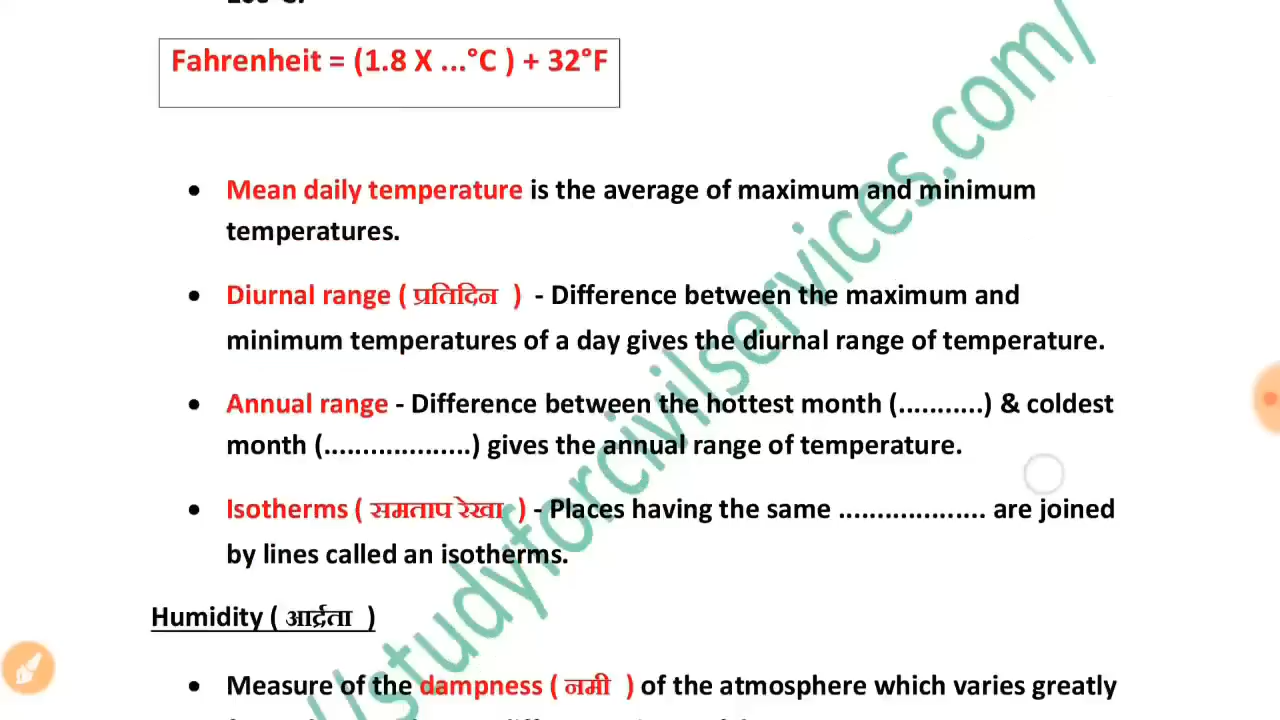 Fahrenheit = (1.8 X ...°C ) + 32°F
• Mean daily temperature is the average of maximum and minimum
temperatures.
• Diurnal range ( प्रतिदिन ) - Difference between the maximum and
minimum temperatures of a day gives the diurnal range of temperature.
• Annual range - Difference between the hottest month (...........) & coldest
month (...................) gives the annual range of temperature.
• Isotherms ( समताप रेखा ) - Places having the same ................... are joined
by lines called an isotherms.
Humidity ( आर्द्रता )
• Measure of the dampness ( नमी ) of the atmosphere which varies greatly
/studyforcivilservices.com/